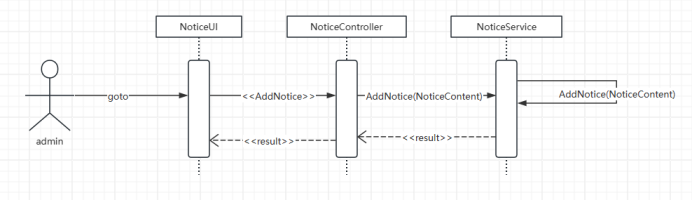 NoticeUI
NoticeController
NoticeService
goto
<<AddNotice>>
AddNotice(NoticeContent)
AddNotice(NoticeContent)
<<result>>
<<result>>
admin